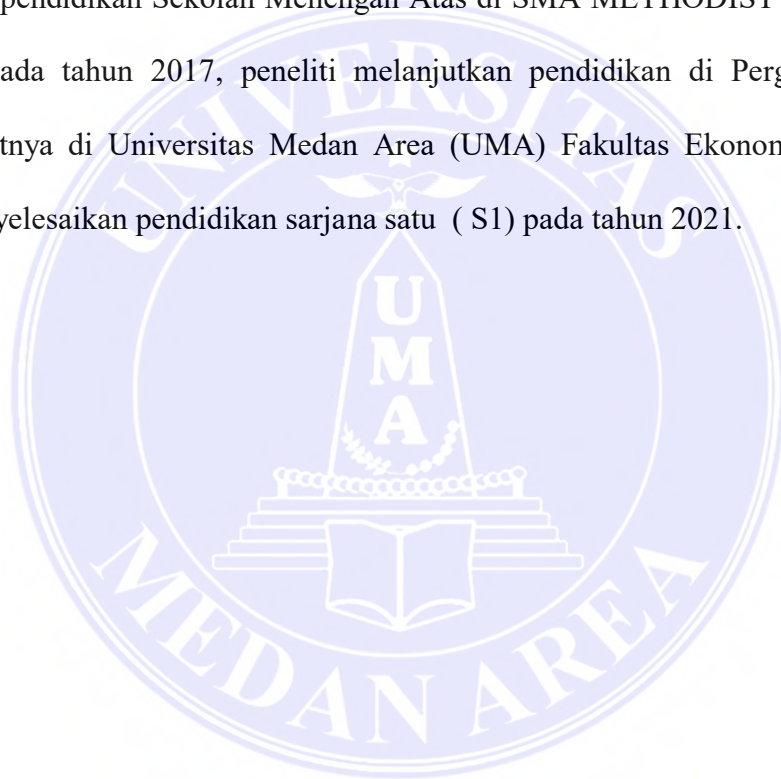 pendidikan Sekolah Menengah Atas di SMA METHODIST
ada tahun 2017, peneliti melanjutkan pendidikan di Perg
tnya di Universitas Medan Area (UMA) Fakultas Ekonom
yelesaikan pendidikan sarjana satu ( S1) pada tahun 2021.
UNIVERSITAS
U
M
A
MEDAN AREA